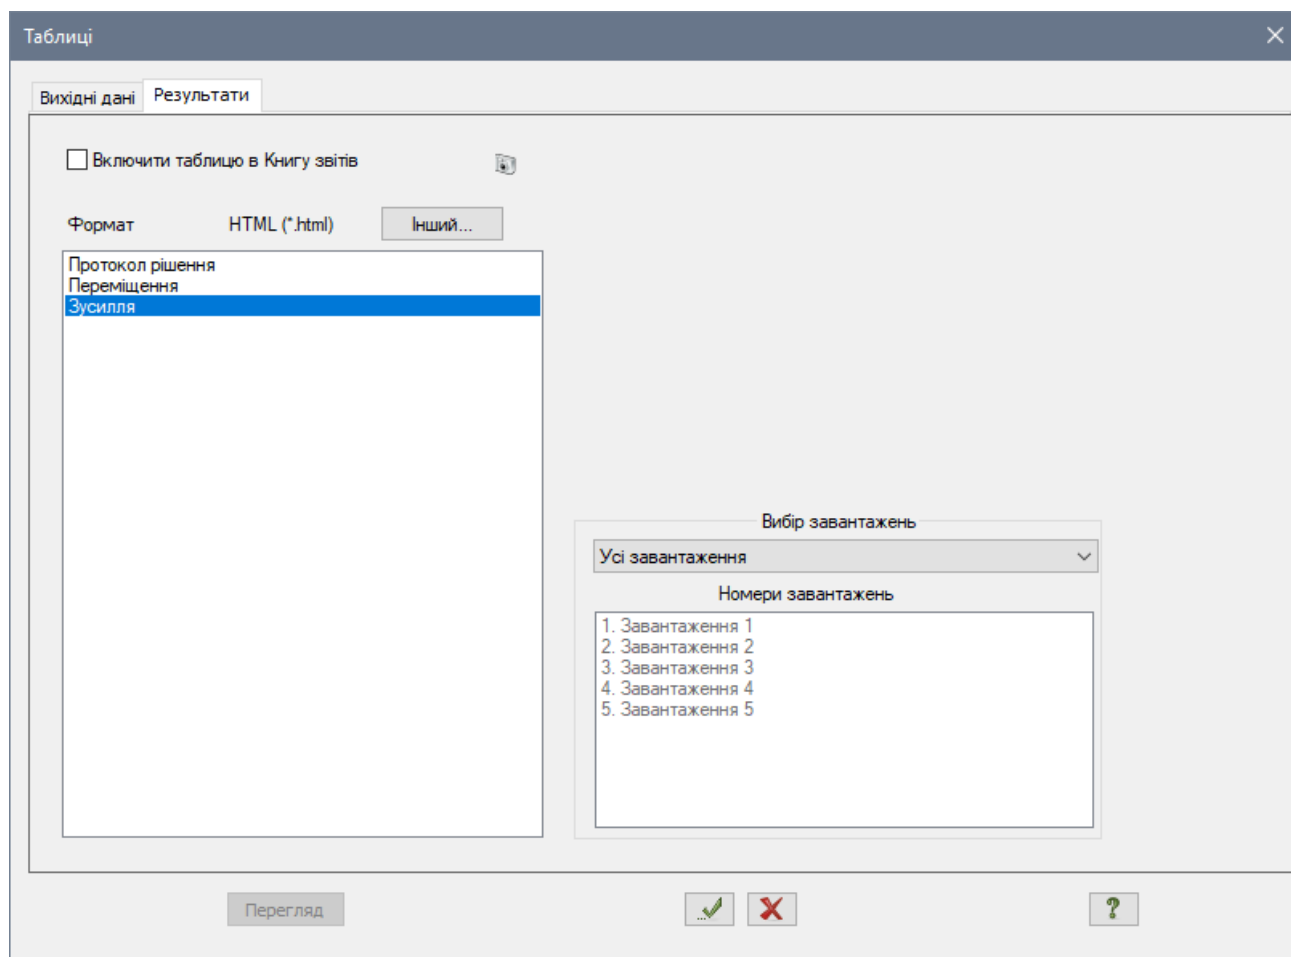 Таблиці
Вихідні дані Результати
Включити таблицю в Книгу звітів
Формат HTML (*.html) Інший...
Протокол рішення
Переміщення
Зусилля
Вибір завантажень
Усі завантаження
Номери завантажень
1. Завантаження 1
2. Завантаження 2
3. Завантаження 3
4. Завантаження 4
5. Завантаження 5
Перегляд ?